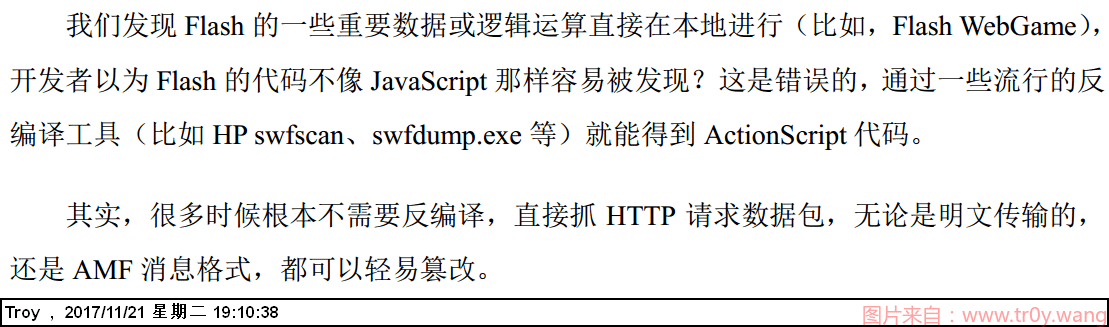 我们发现 Flash 的一些重要数据或逻辑运算直接在本地进行（比如，Flash WebGame），
开发者以为 Flash 的代码不像 JavaScript 那样容易被发现？这是错误的，通过一些流行的反
编译工具（比如 HP swfscan、swfdump.exe 等）就能得到 ActionScript 代码。
其实，很多时候根本不需要反编译，直接抓 HTTP 请求数据包，无论是明文传输的，
还是 AMF 消息格式，都可以轻易篡改。
Troy , 2017/11/21 星期二 19:10:38
图片来自：www.tr0y.wang